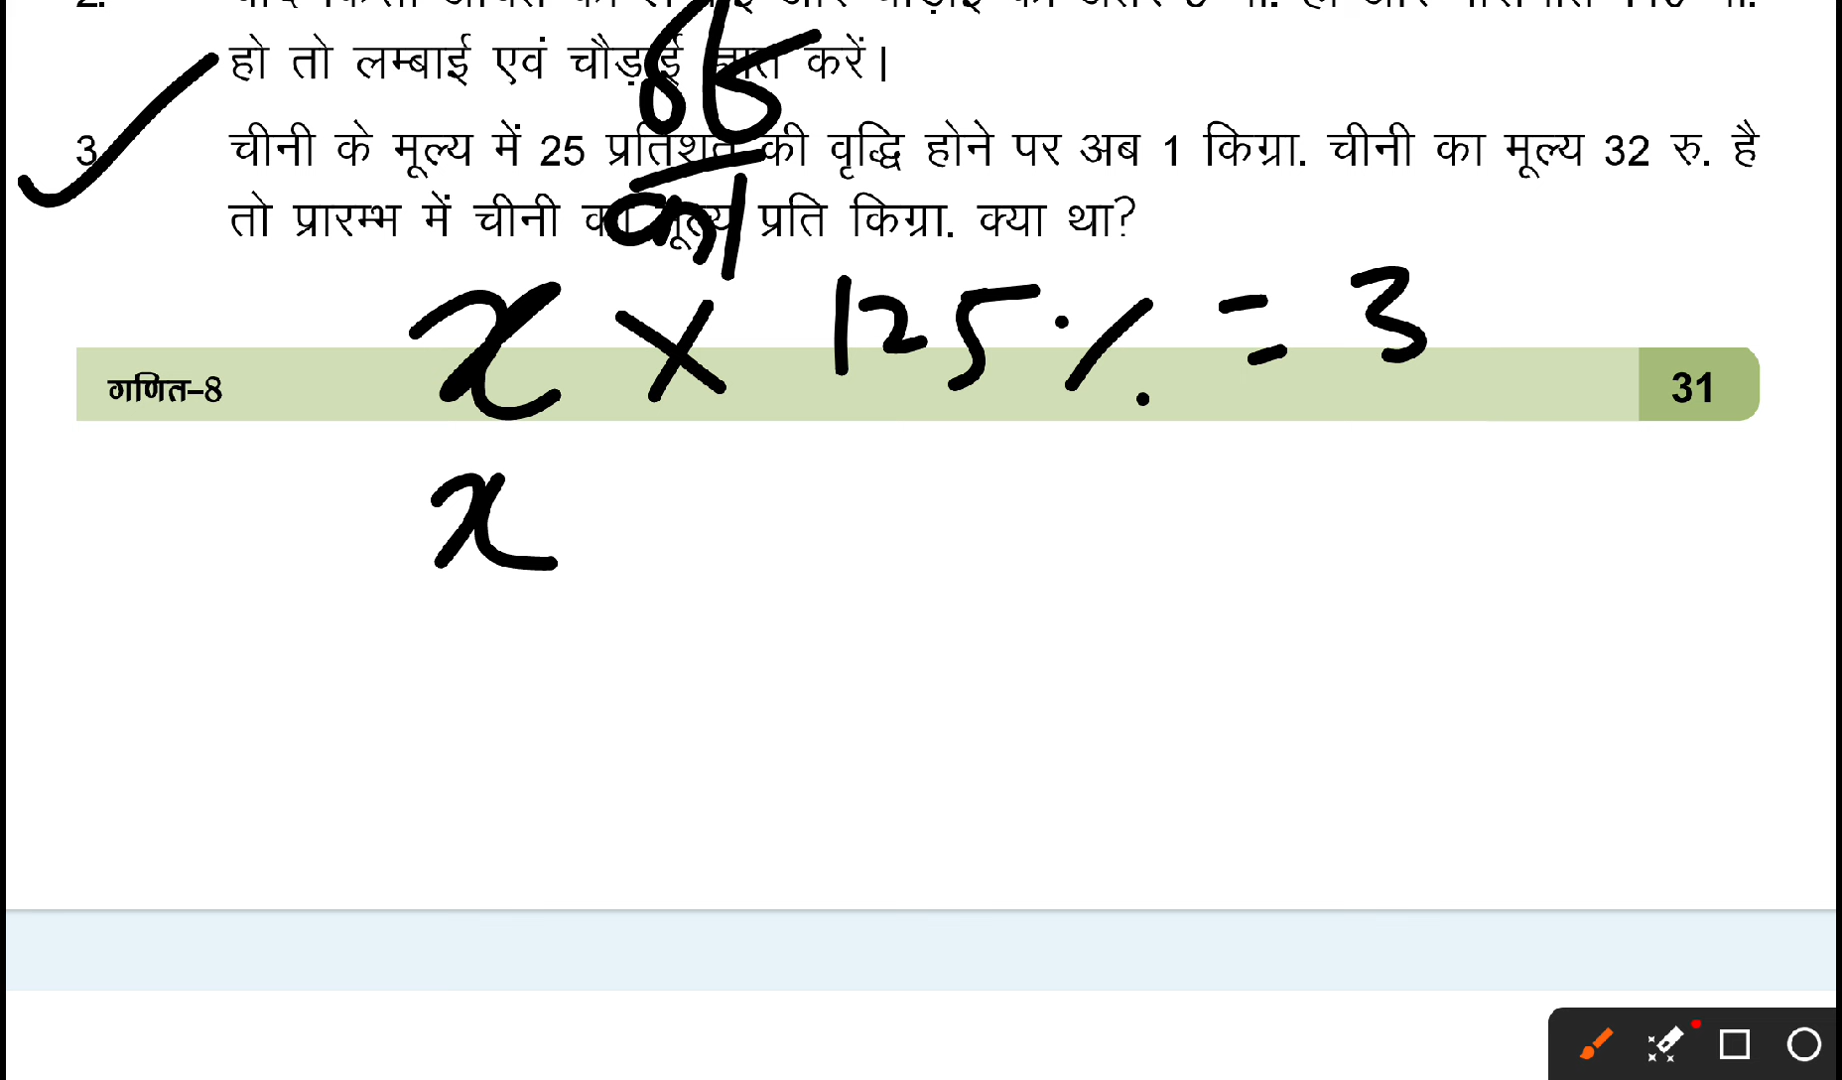 हो तो लम्बाई एवं चौड़ाई ज्ञात करें।
3. चीनी के मूल्य में 25 प्रतिशत की वृद्धि होने पर अब 1 किग्रा. चीनी का मूल्य 32 रु. है
तो प्रारम्भ में चीनी का मूल्य प्रति किग्रा. क्या था?
x × 125 % = 3
गणित–8 31
x